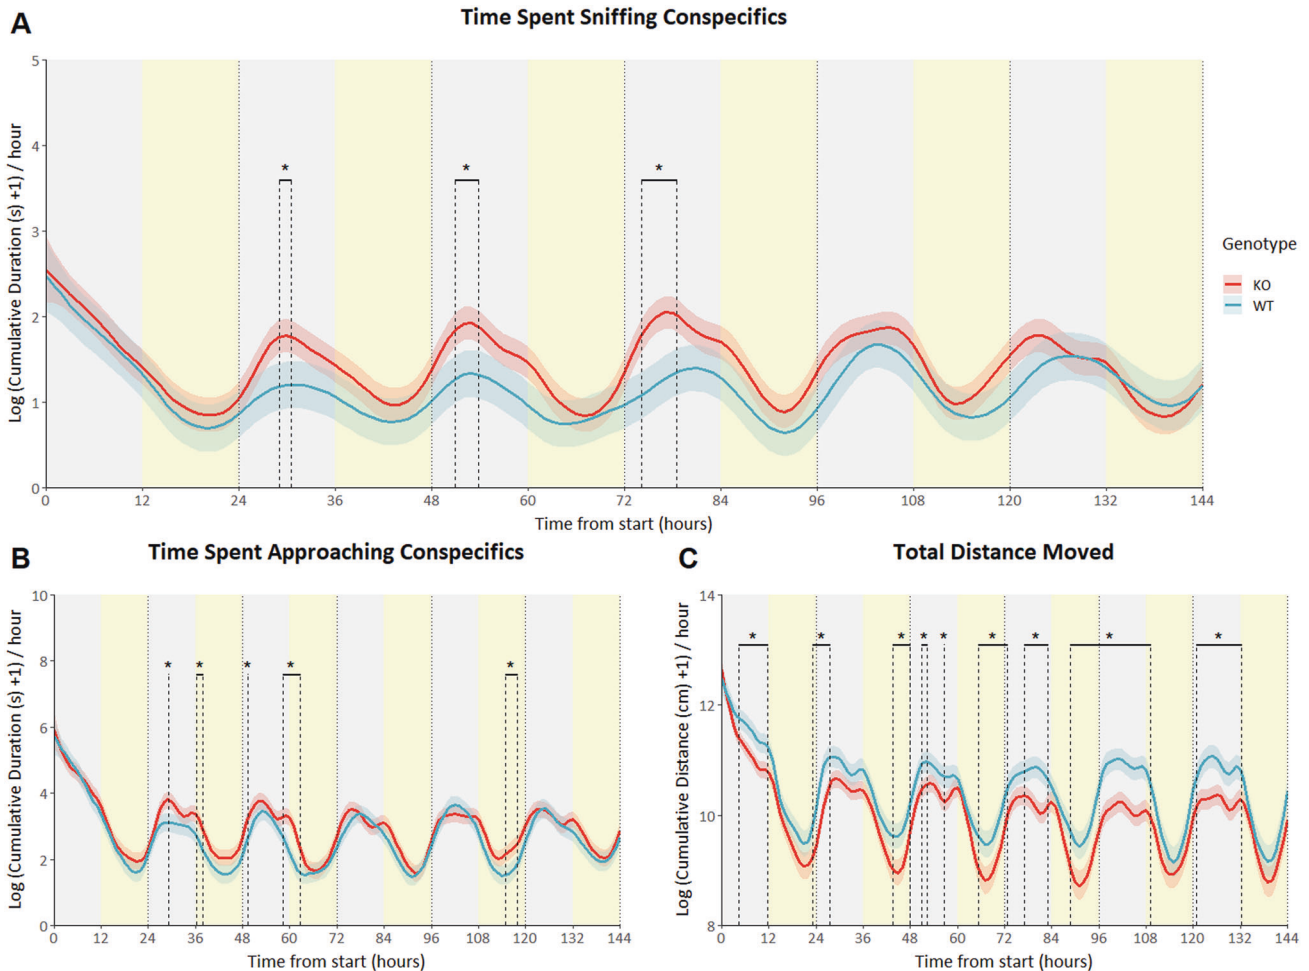 A
Time Spent Sniffing Conspecifics
Log (Cumulative Duration (s) +1) / hour
5
4
3
2
1
0
* * *
0 12 24 36 48 60 72 84 96 108 120 132 144
Time from start (hours)
Genotype
KO
WT
B
Time Spent Approaching Conspecifics
Log (Cumulative Duration (s) +1) / hour
10
8
6
4
2
0
* * * * *
0 12 24 36 48 60 72 84 96 108 120 132 144
Time from start (hours)
C
Total Distance Moved
Log (Cumulative Distance (cm) +1) / hour
14
12
10
8
* * * * * * * * *
0 12 24 36 48 60 72 84 96 108 120 132 144
Time from start (hours)